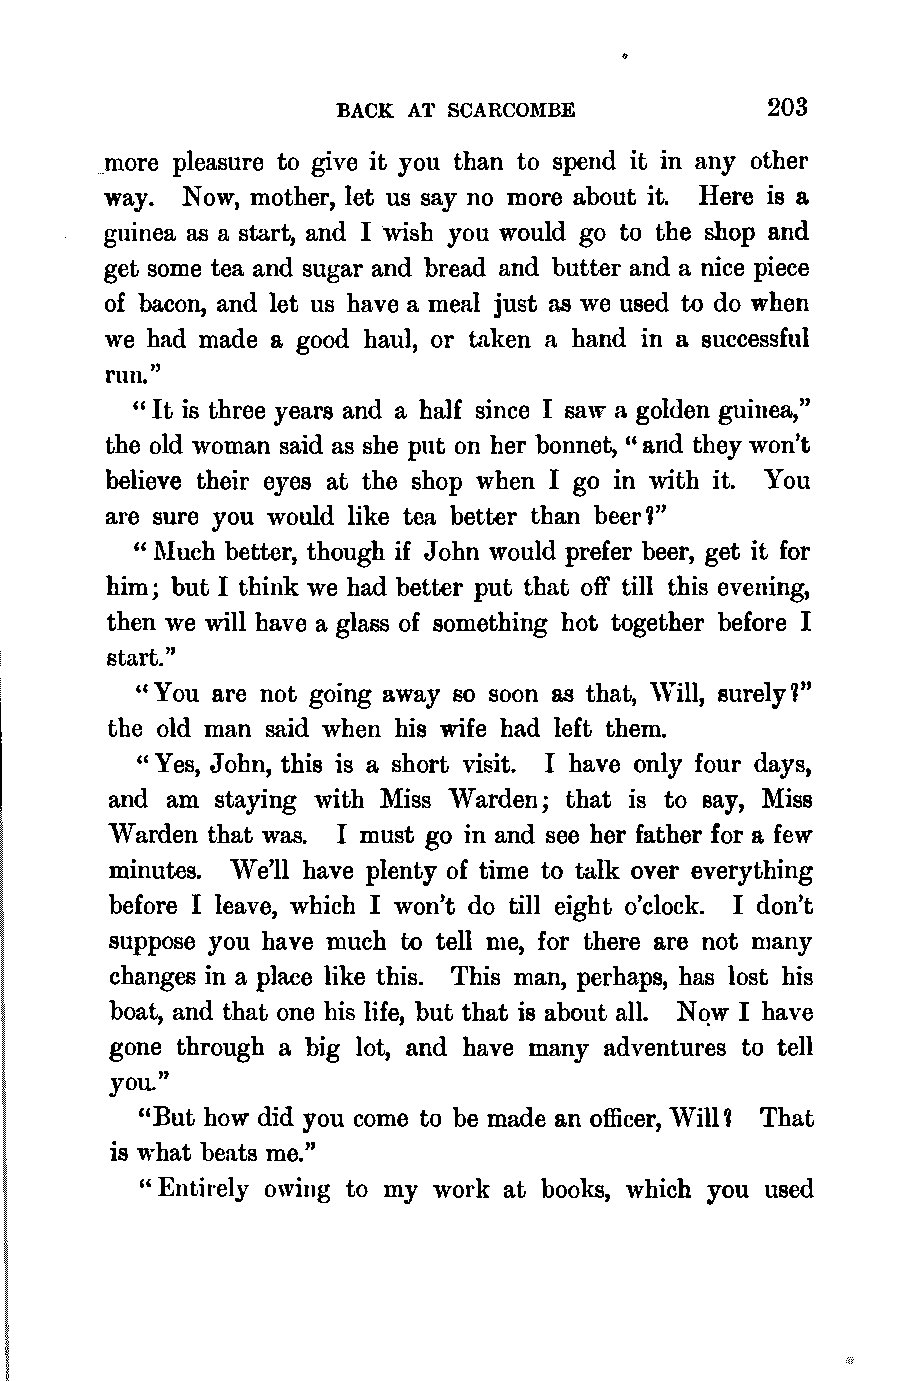 BACK AT SCARCOMBE 203
more pleasure to give it you than to spend it in any other
way. Now, mother, let us say no more about it. Here is a
guinea as a start, and I wish you would go to the shop and
get some tea and sugar and bread and butter and a nice piece
of bacon, and let us have a meal just as we used to do when
we had made a good haul, or taken a hand in a successful
run."
"It is three years and a half since I saw a golden guinea,"
the old woman said as she put on her bonnet, "and they won't
believe their eyes at the shop when I go in with it. You
are sure you would like tea better than beer?"
"Much better, though if John would prefer beer, get it for
him; but I think we had better put that off till this evening,
then we will have a glass of something hot together before I
start."
"You are not going away so soon as that, Will, surely?"
the old man said when his wife had left them.
"Yes, John, this is a short visit. I have only four days,
and am staying with Miss Warden; that is to say, Miss
Warden that was. I must go in and see her father for a few
minutes. We'll have plenty of time to talk over everything
before I leave, which I won't do till eight o'clock. I don't
suppose you have much to tell me, for there are not many
changes in a place like this. This man, perhaps, has lost his
boat, and that one his life, but that is about all. Now I have
gone through a big lot, and have many adventures to tell
you."
"But how did you come to be made an officer, Will? That
is what beats me."
"Entirely owing to my work at books, which you used